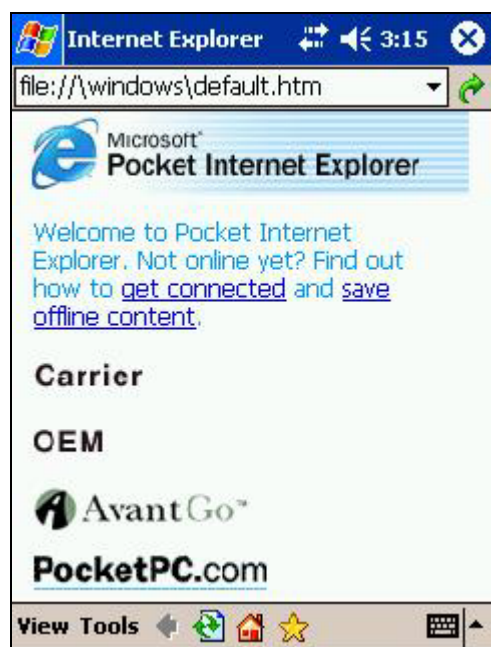 Internet Explorer 3:15
file://\windows\default.htm
Microsoft®
Pocket Internet Explorer
Welcome to Pocket Internet
Explorer. Not online yet? Find out
how to get connected and save
offline content.
Carrier
OEM
AvantGo™
PocketPC.com
View Tools